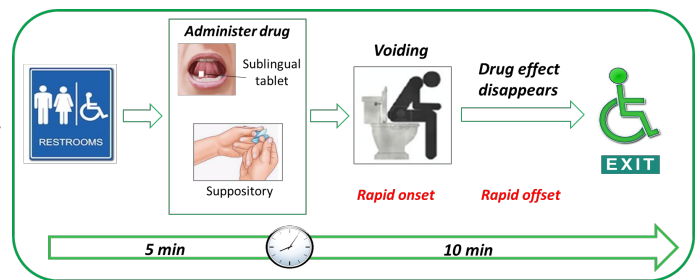 Administer drug
Sublingual
tablet
Suppository
RESTROOMS
Voiding
Drug effect
disappears
Rapid onset
Rapid offset
EXIT
5 min
10 min